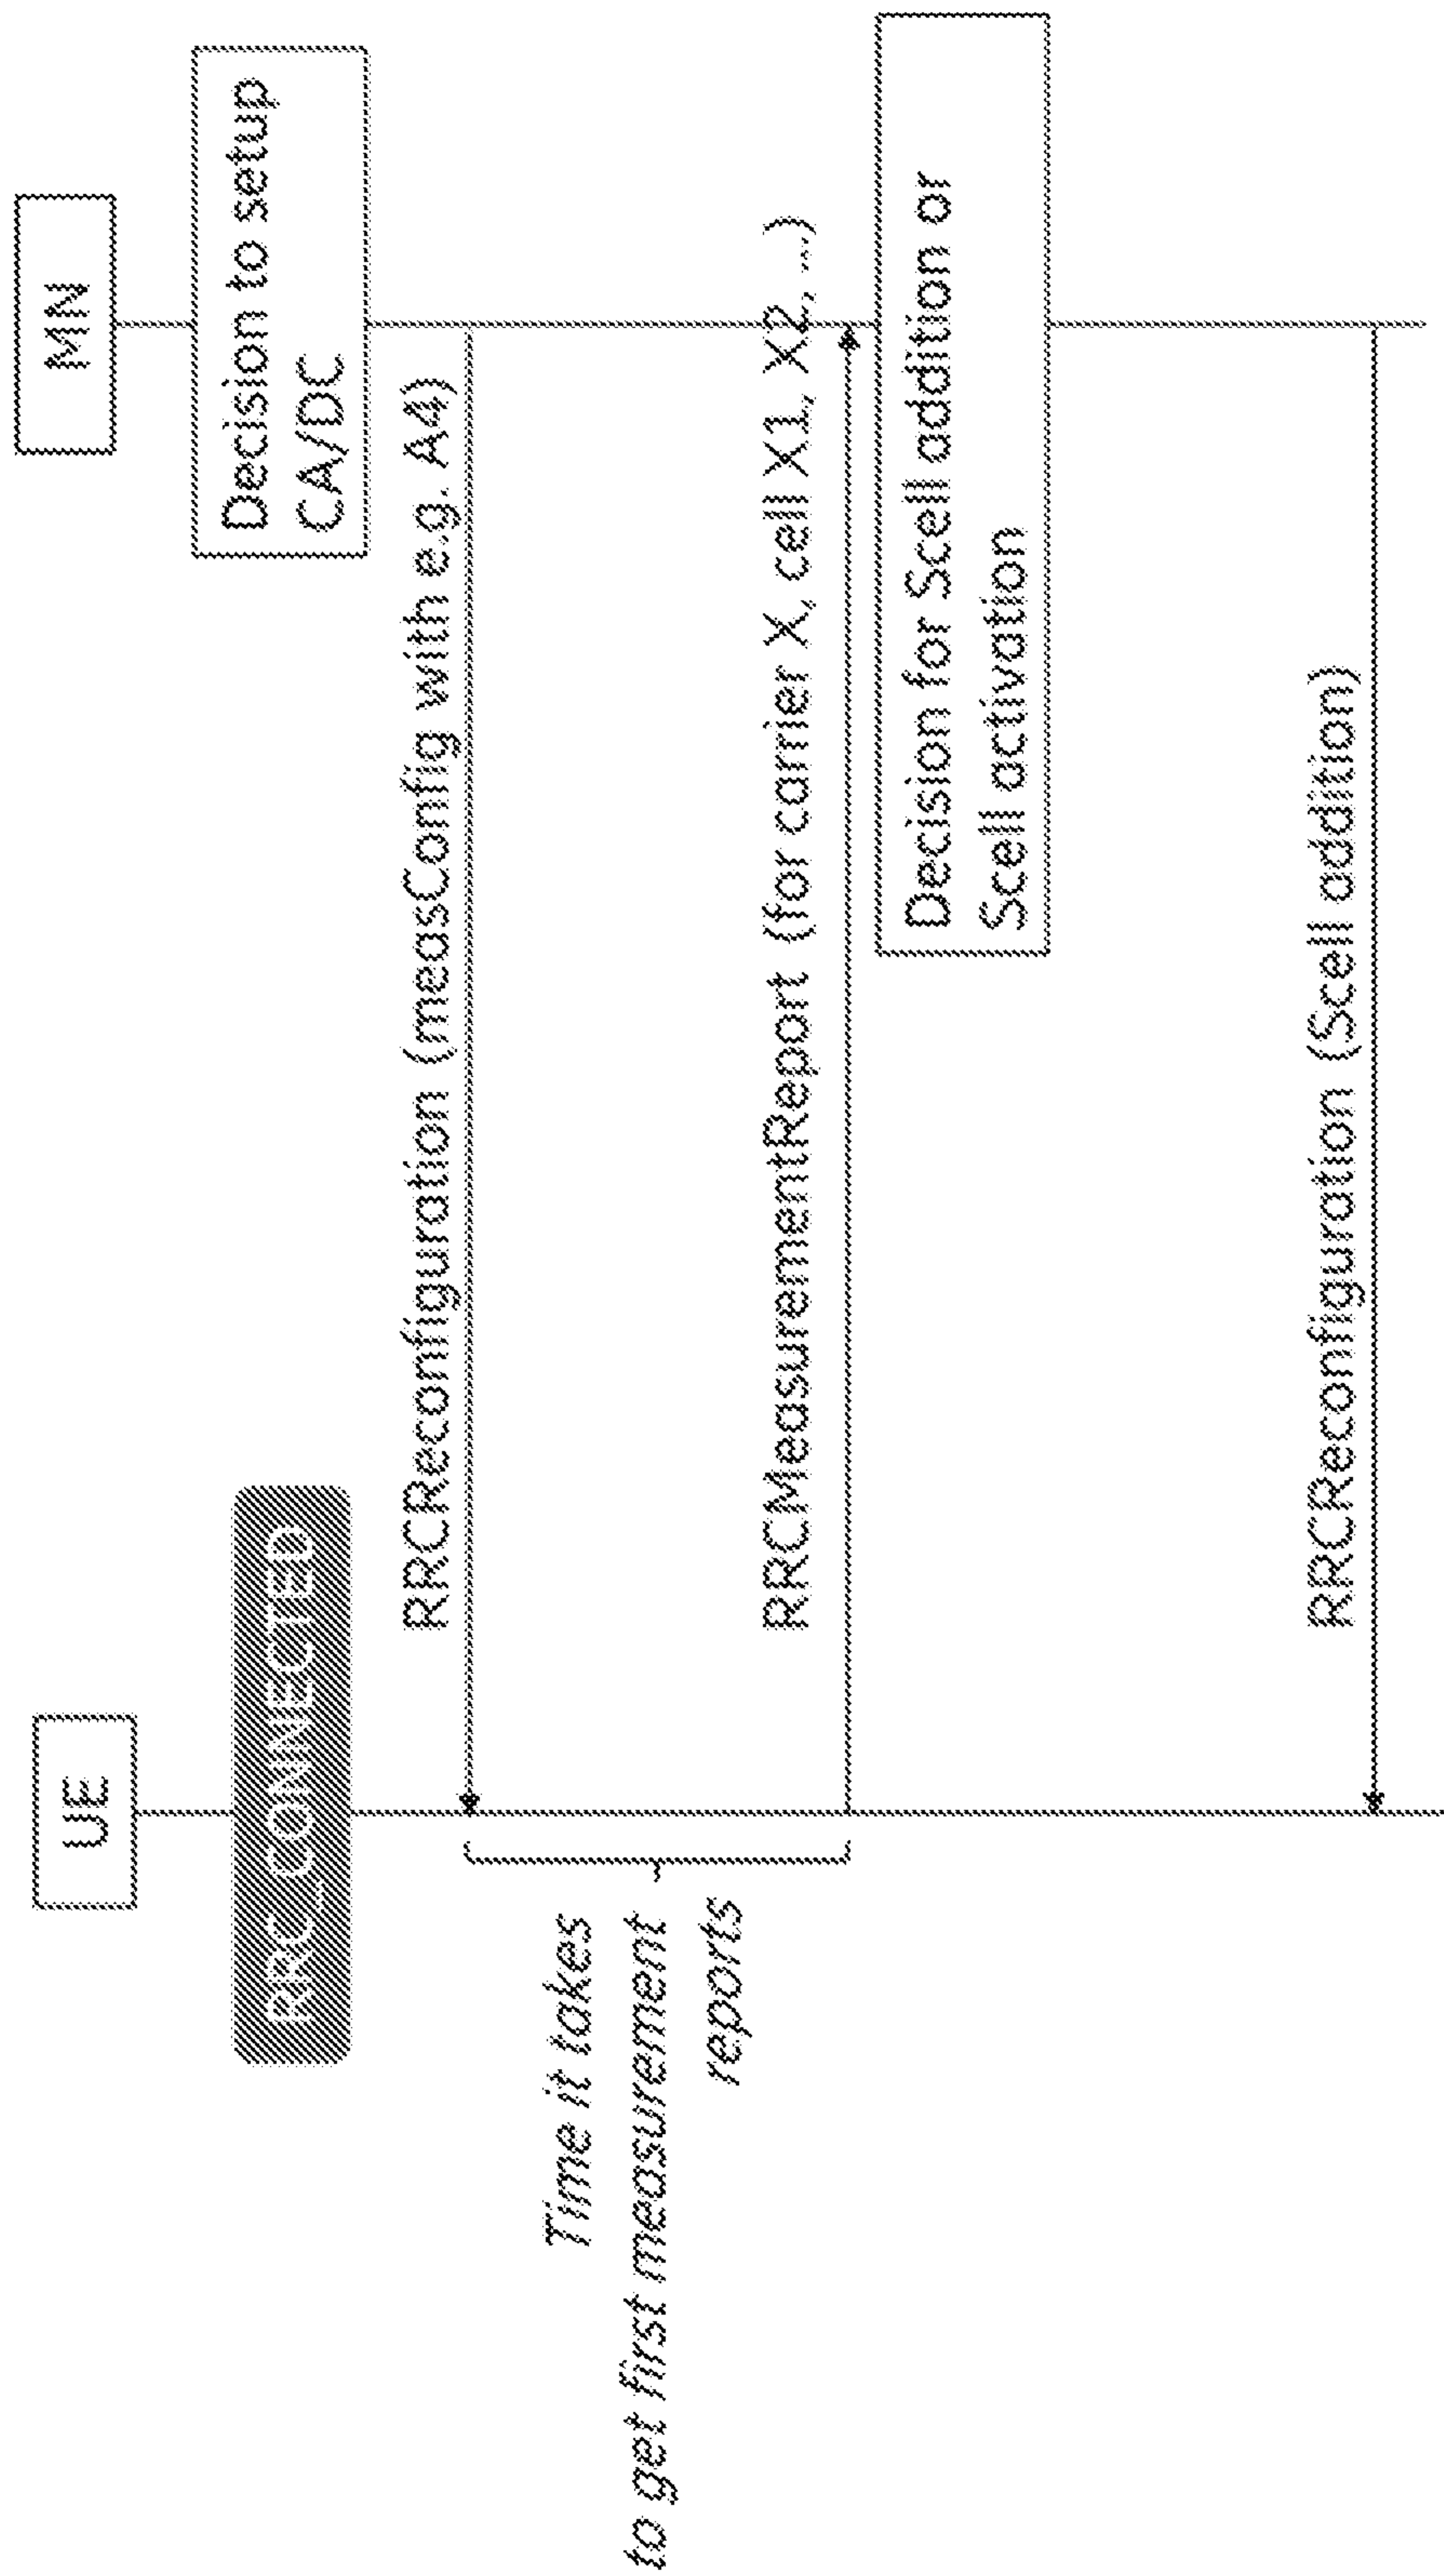 UE
MN
RRC_CONNECTED
Decision to setup
CA/DC
RRCReconfiguration (measConfig with e.g. A4)
Time it takes
to get first measurement
reports
RRCMeasurementReport (for carrier X, cell X1, X2, ...)
Decision for Scell addition or
Scell activation
RRCReconfiguration (Scell addition)